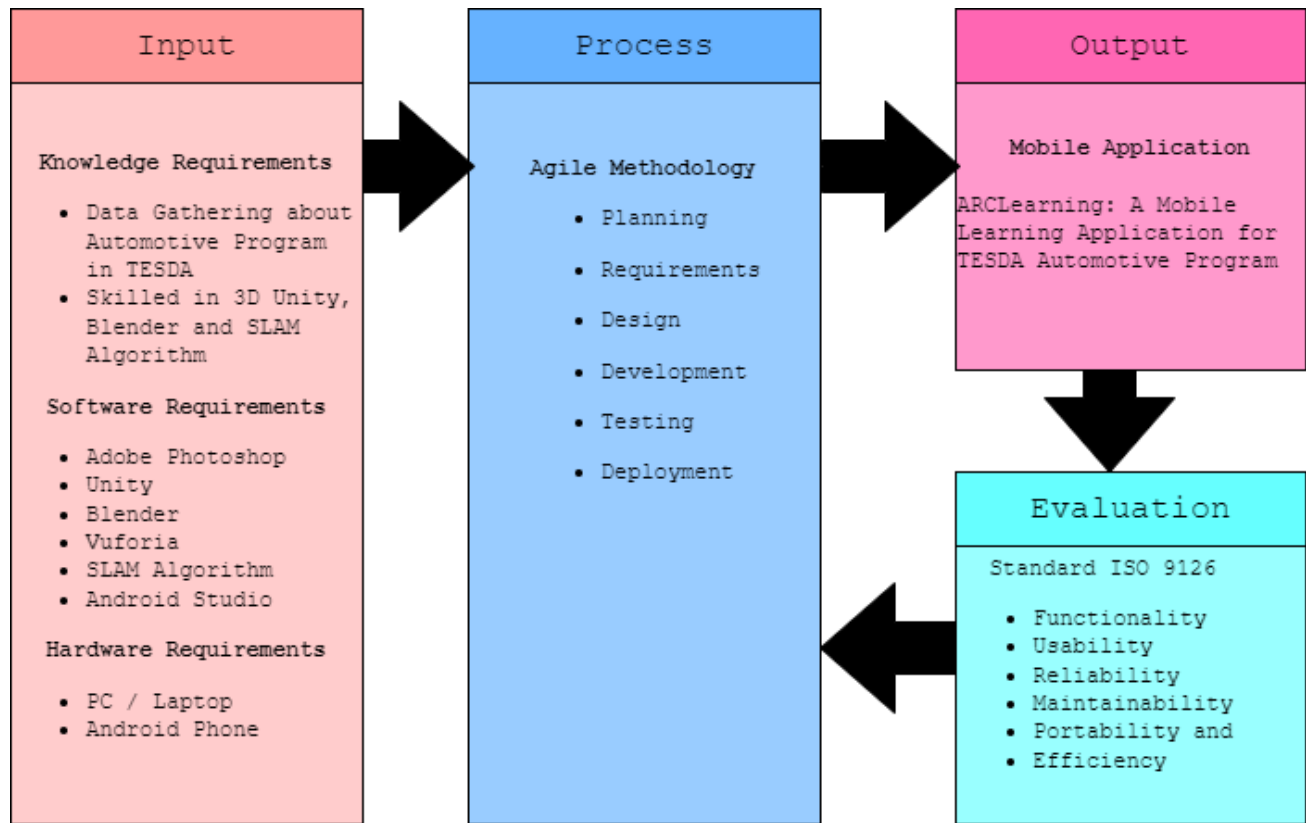 Input
Knowledge Requirements
• Data Gathering about
Automotive Program
in TESDA
• Skilled in 3D Unity,
Blender and SLAM
Algorithm
Software Requirements
• Adobe Photoshop
• Unity
• Blender
• Vuforia
• SLAM Algorithm
• Android Studio
Hardware Requirements
• PC / Laptop
• Android Phone
Process
Agile Methodology
• Planning
• Requirements
• Design
• Development
• Testing
• Deployment
Output
Mobile Application
ARCLearning: A Mobile
Learning Application for
TESDA Automotive Program
Evaluation
Standard ISO 9126
• Functionality
• Usability
• Reliability
• Maintainability
• Portability and
• Efficiency